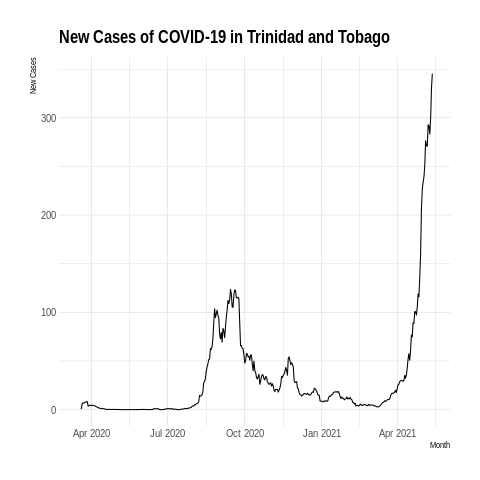 New Cases of COVID-19 in Trinidad and Tobago
New Cases
300
200
100
0
Apr 2020 Jul 2020 Oct 2020 Jan 2021 Apr 2021
Month